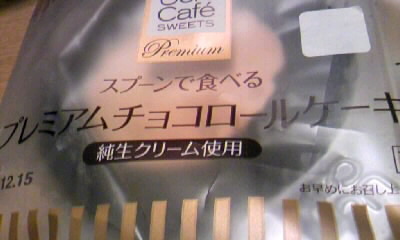 Café
SWEETS
Premium
スプーンで食べる
プレミアムチョコロールケーキ
純生クリーム使用
12.15
お早めにお召し上